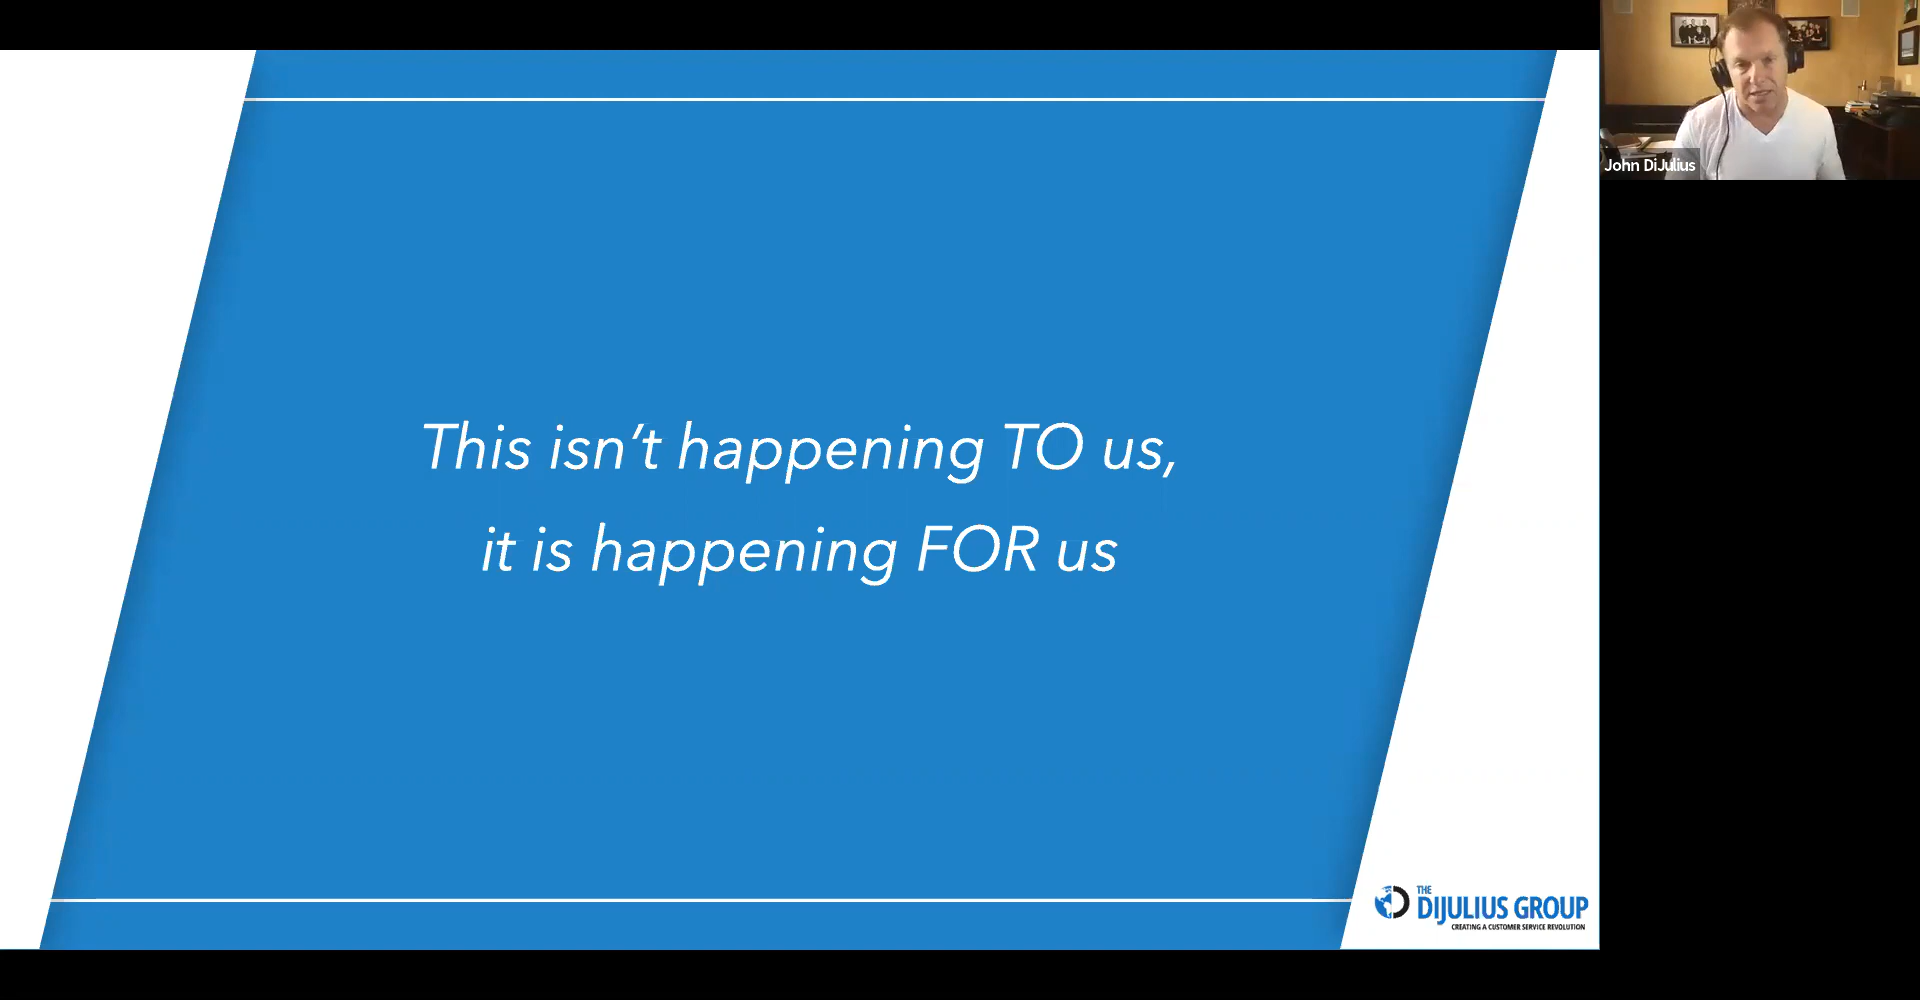 This isn't happening TO us,
it is happening FOR us
John DiJulius
THE
DIJULIUS GROUP
CREATING A CUSTOMER SERVICE REVOLUTION